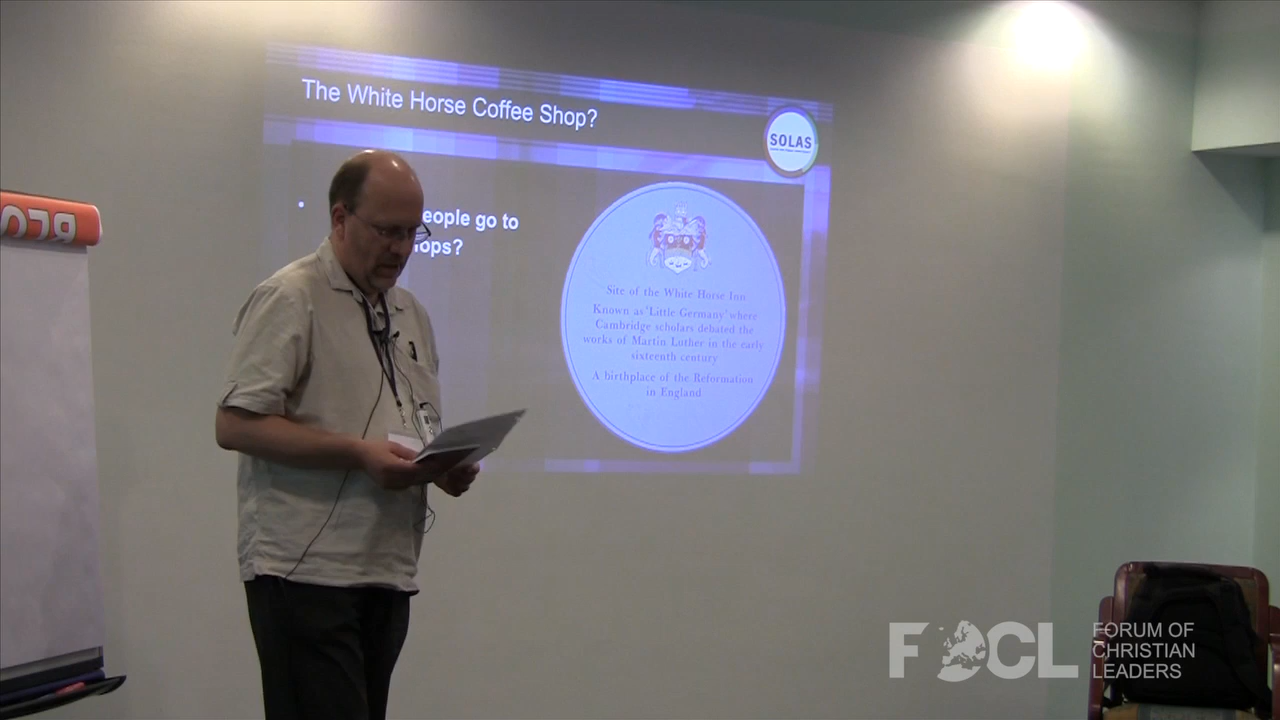 The White Horse Coffee Shop?
SOLAS
• eople go to
ops?
Site of the White Horse Inn
Known as 'Little Germany' where
Cambridge scholars debated the
works of Martin Luther in the early
sixteenth century
A birthplace of the Reformation
in England
FOCL
FORUM OF
CHRISTIAN
LEADERS